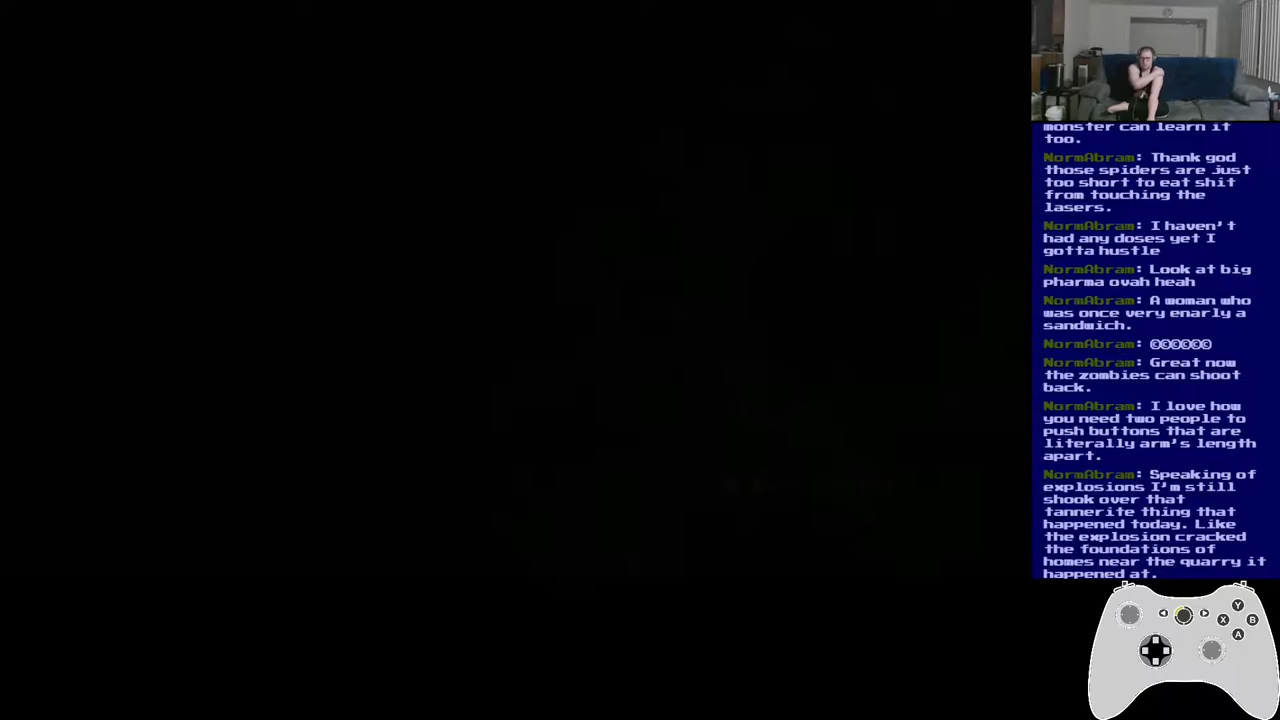 monster can learn it
too.
NormAbram: Thank god
those spiders are just
too short to eat shit
from touching the
lasers.
NormAbram: I haven't
had any doses yet I
gotta hustle
NormAbram: Look at big
pharma ovah heah
NormAbram: A woman who
was once very enarly a
sandwich.
NormAbram: 
NormAbram: Great now
the zombies can shoot
back.
NormAbram: I love how
you need two people to
push buttons that are
literally arm's length
apart.
NormAbram: Speaking of
explosions I'm still
shook over that
tannerite thing that
happened today. Like
the explosion cracked
the foundations of
homes near the quarry it
happened at.
Y
X B
A